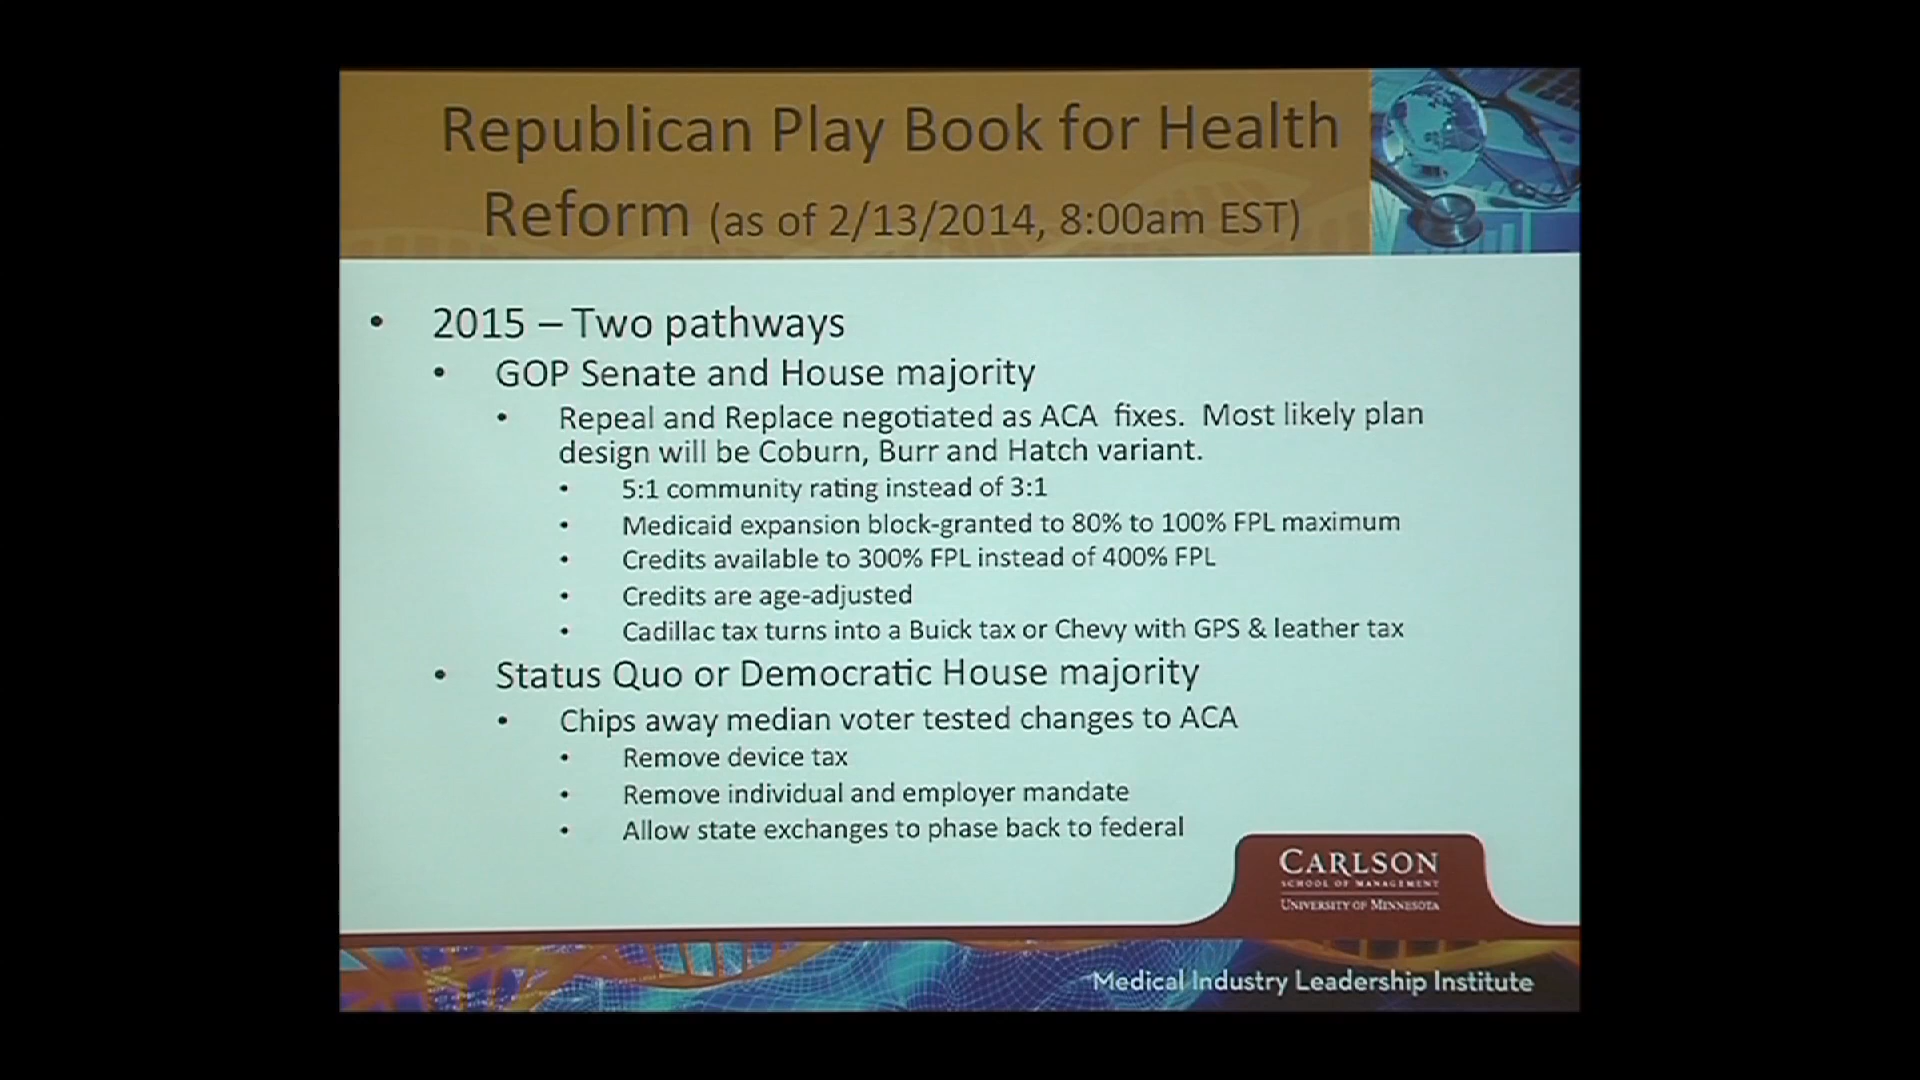 Republican Play Book for Health
Reform (as of 2/13/2014, 8:00am EST)
• 2015 – Two pathways
• GOP Senate and House majority
• Repeal and Replace negotiated as ACA fixes. Most likely plan
design will be Coburn, Burr and Hatch variant.
• 5:1 community rating instead of 3:1
• Medicaid expansion block-granted to 80% to 100% FPL maximum
• Credits available to 300% FPL instead of 400% FPL
• Credits are age-adjusted
• Cadillac tax turns into a Buick tax or Chevy with GPS & leather tax
• Status Quo or Democratic House majority
• Chips away median voter tested changes to ACA
• Remove device tax
• Remove individual and employer mandate
• Allow state exchanges to phase back to federal
CARLSON
SCHOOL OF MANAGEMENT
UNIVERSITY OF MINNESOTA
Medical Industry Leadership Institute